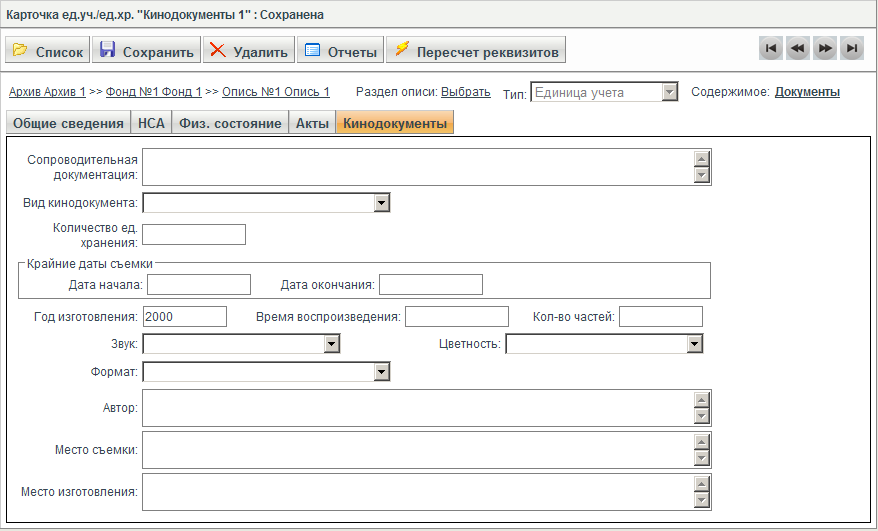 Карточка ед.уч./ед.хр. "Кинодокументы 1" : Сохранена
Список Сохранить Удалить Отчеты Пересчет реквизитов
Архив Архив 1 >> Фонд №1 Фонд 1 >> Опись №1 Опись 1 Раздел описи: Выбрать Тип: Единица учета Содержимое: Документы
Общие сведения НСА Физ. состояние Акты Кинодокументы
Сопроводительная
документация:
Вид кинодокумента:
Количество ед.
хранения:
Крайние даты съемки
Дата начала: Дата окончания:
Год изготовления: 2000 Время воспроизведения: Кол-во частей:
Звук: Цветность:
Формат:
Автор:
Место съемки:
Место изготовления: